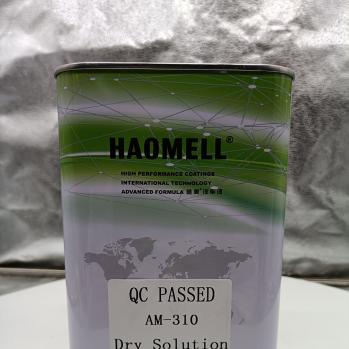 HAOMELL®
HIGH PERFORMANCE COATINGS
INTERNATIONAL TECHNOLOGY
ADVANCED FORMULA
QC PASSED
AM-310
Dry Solution